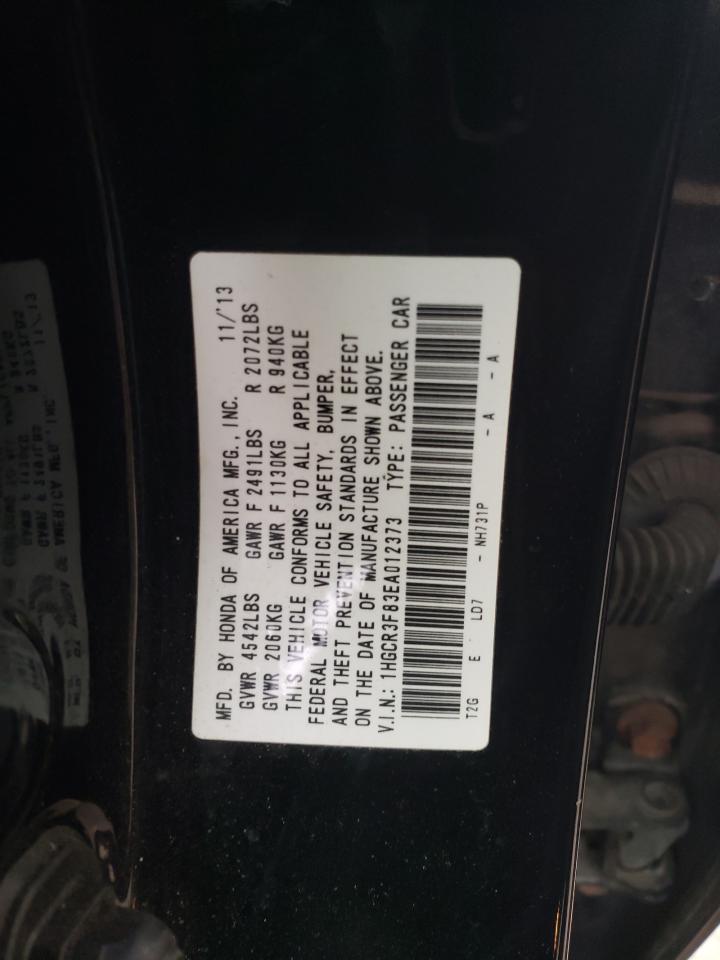 MFD. BY HONDA OF AMERICA MFG., INC. 11/'13
GVWR 4542LBS GAWR F 2491LBS R 2072LBS
GVWR 2060KG GAWR F 1130KG R 940KG
THIS VEHICLE CONFORMS TO ALL APPLICABLE
FEDERAL MOTOR VEHICLE SAFETY, BUMPER,
AND THEFT PREVENTION STANDARDS IN EFFECT
ON THE DATE OF MANUFACTURE SHOWN ABOVE.
V.I.N.: 1HGCR3F83EA012373 TYPE: PASSENGER CAR
T2G E LD7 - NH731P - A - A